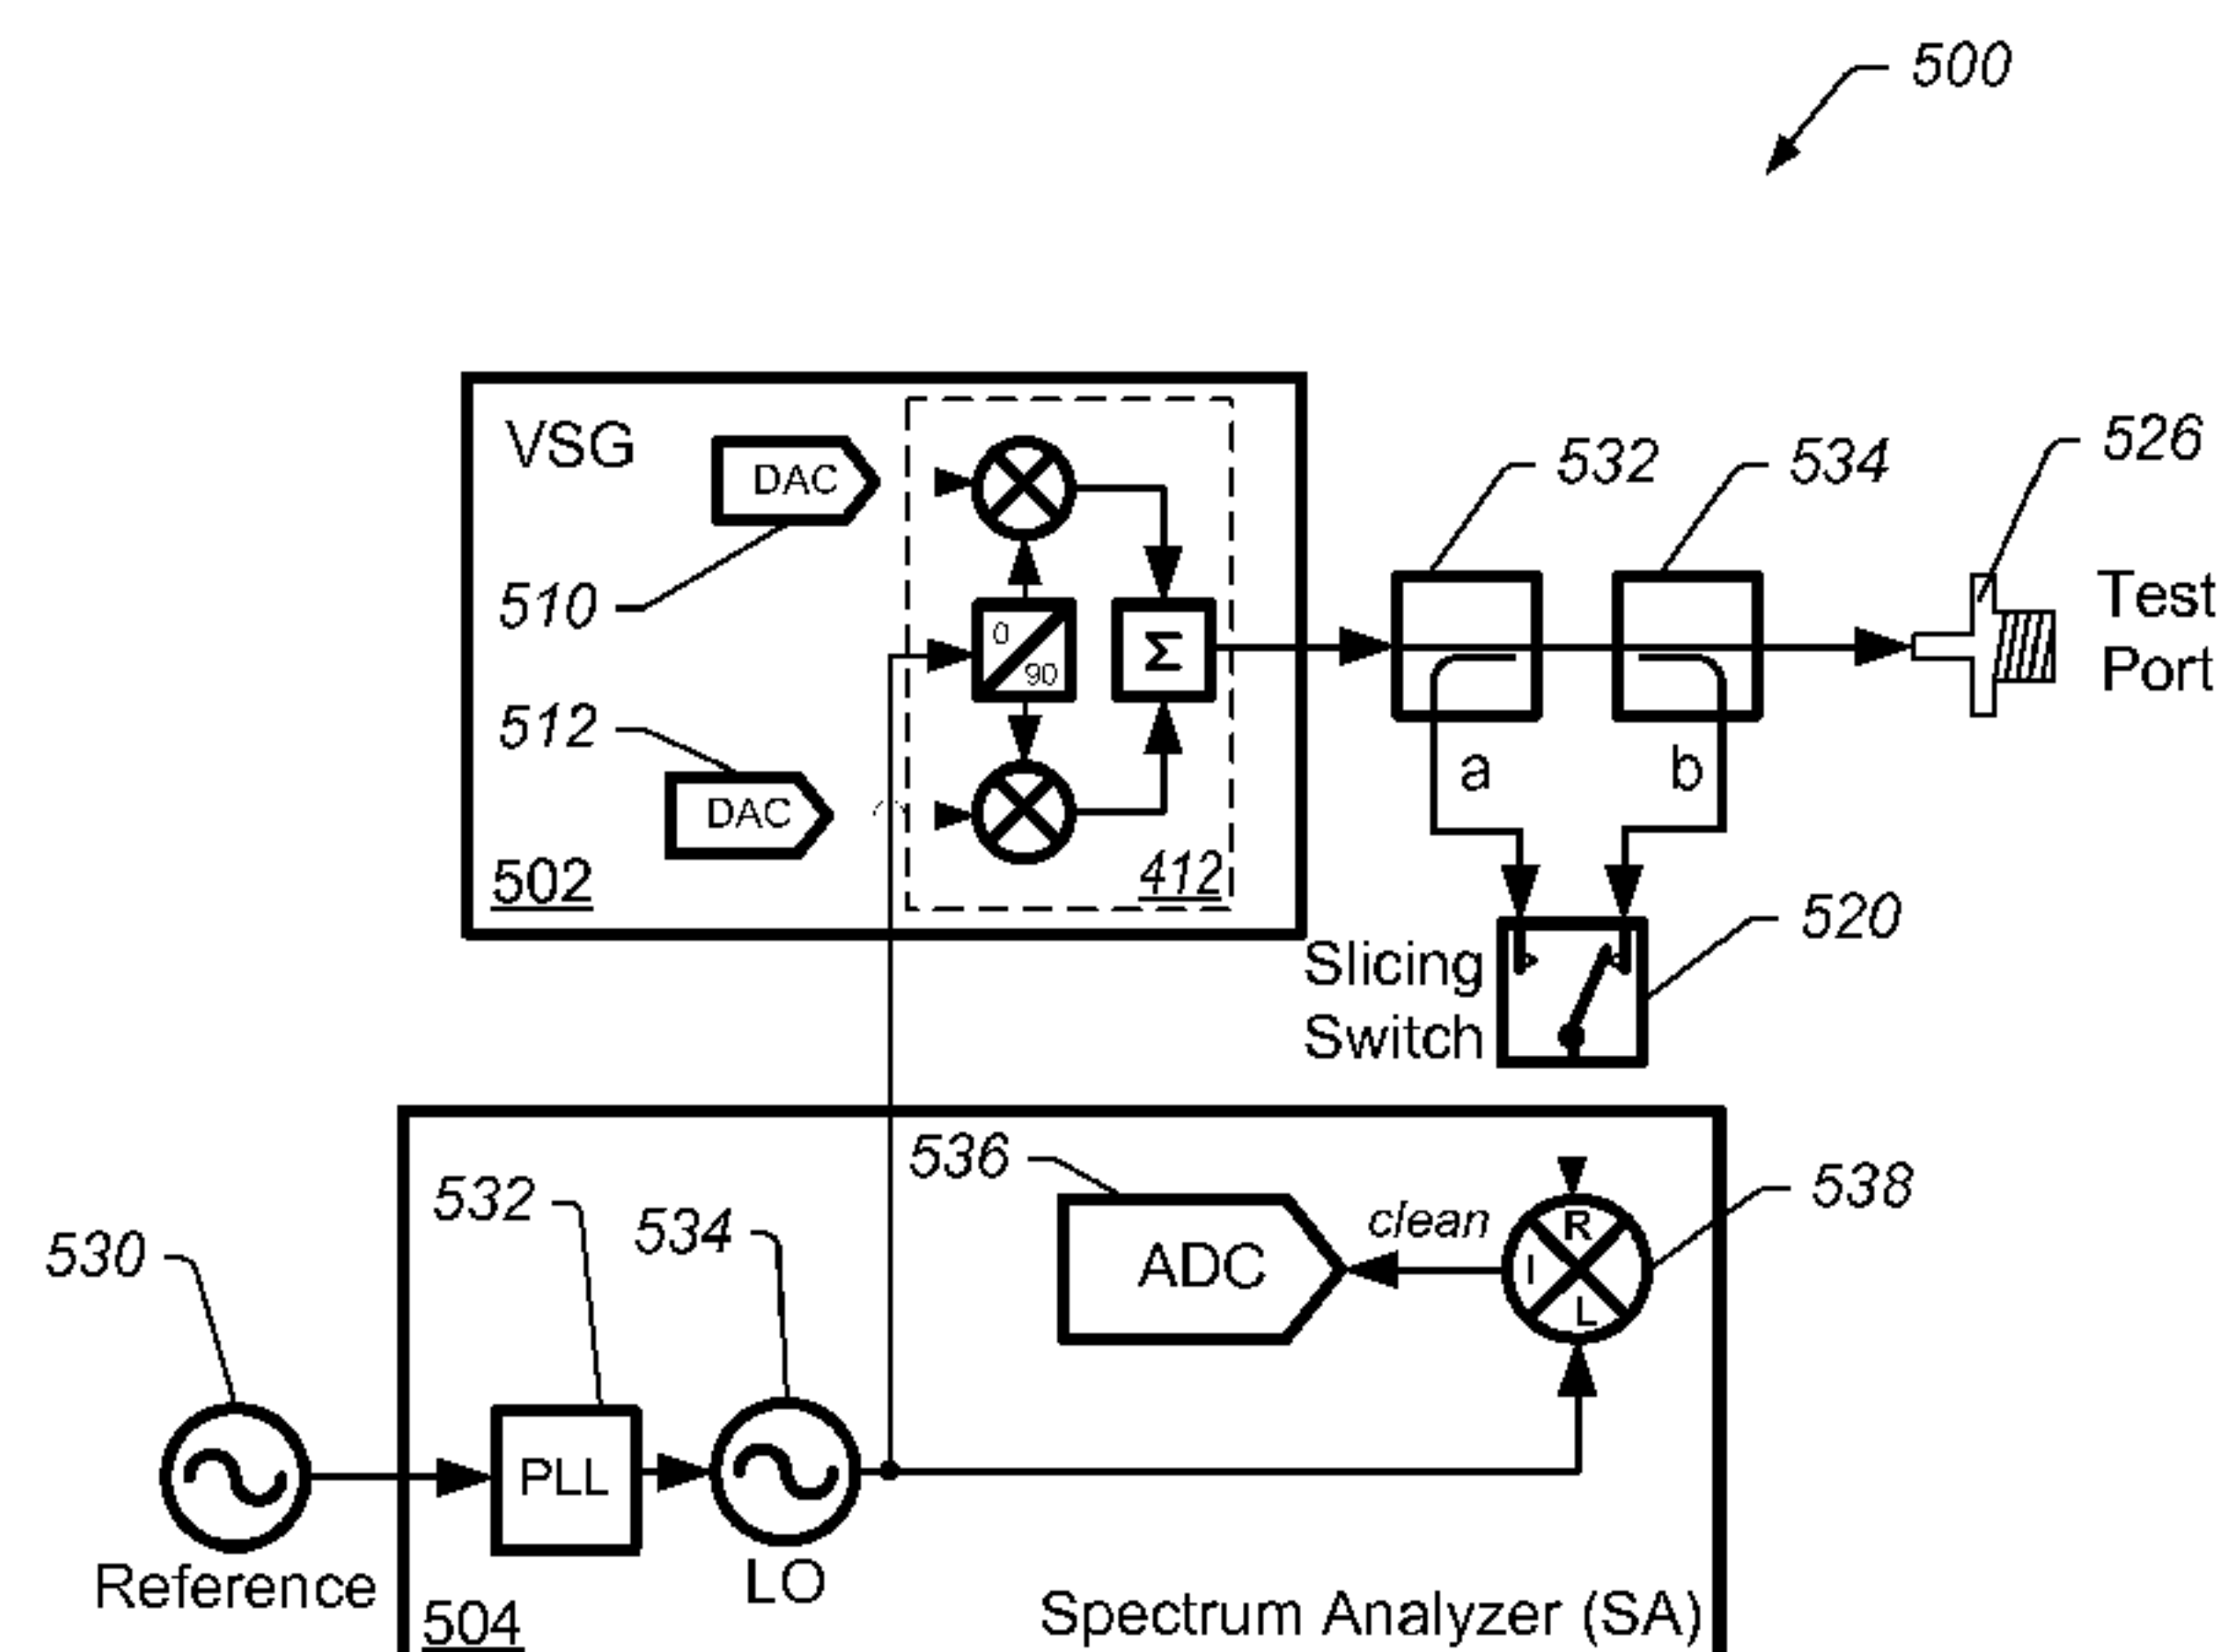 500
VSG
DAC
510
512
DAC
502
0
90
Σ
412
532
534
526
Test
Port
a
b
520
Slicing
Switch
530
532
534
536
clean
538
ADC
R
I
L
PLL
Reference
LO
504
Spectrum Analyzer (SA)